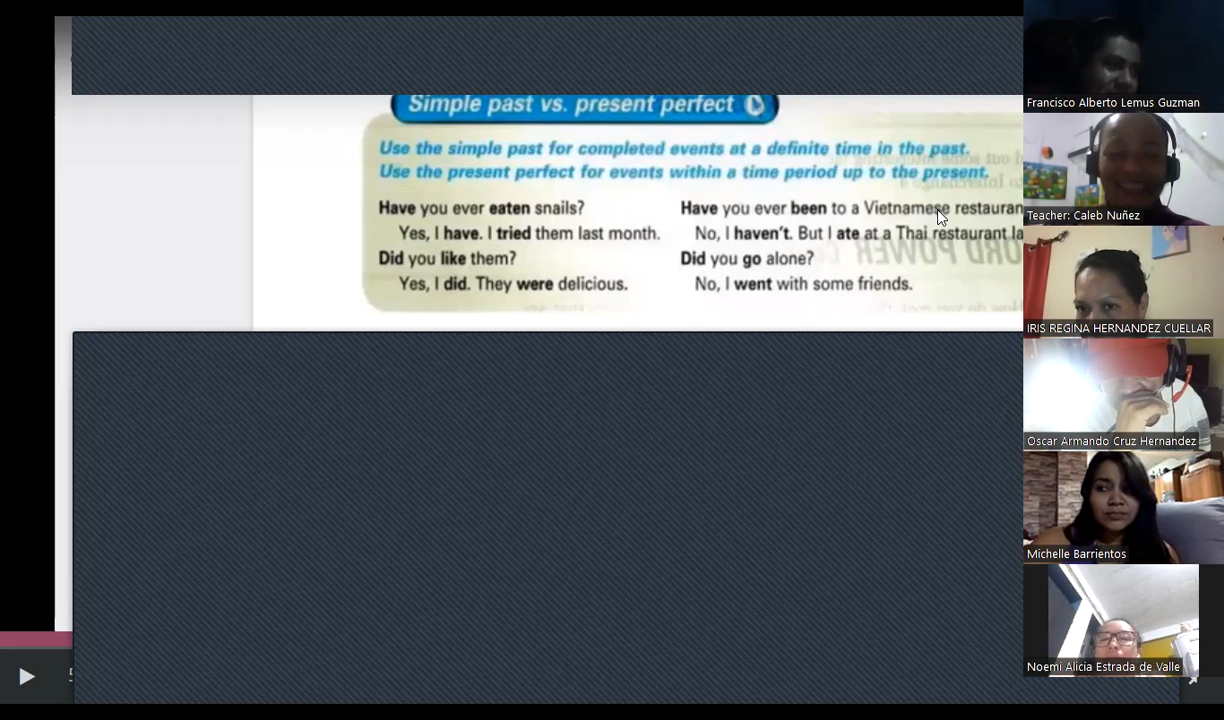 Simple past vs. present perfect
Use the simple past for completed events at a definite time in the past.
Use the present perfect for events within a time period up to the present.
Have you ever eaten snails?
Yes, I have. I tried them last month.
Did you like them?
Yes, I did. They were delicious.
Have you ever been to a Vietnamese restauran
No, I haven't. But I ate at a Thai restaurant la
Did you go alone?
No, I went with some friends.
Francisco Alberto Lemus Guzman
Teacher: Caleb Nuñez
IRIS REGINA HERNANDEZ CUELLAR
Oscar Armando Cruz Hernandez
Michelle Barrientos
Noemi Alicia Estrada de Valle